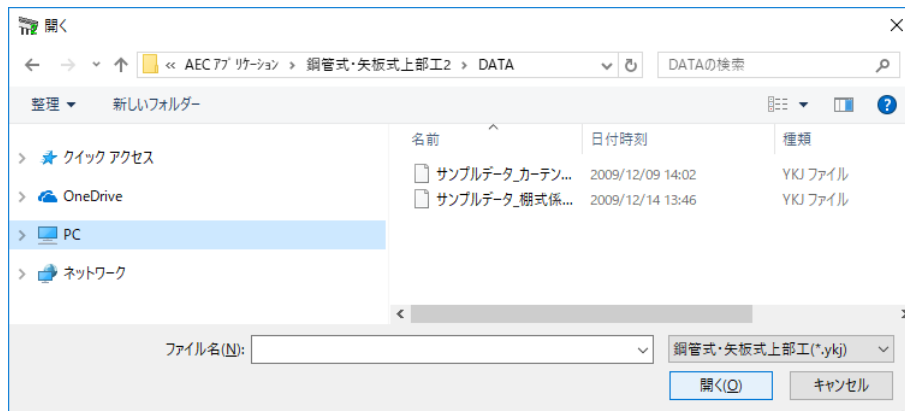 開く
« AEC ｱﾌﾟﾘｹｰｼｮﾝ › 鋼管式・矢板式上部工2 › DATA
DATAの検索
整理 新しいフォルダー
名前 日付時刻 種類
クイック アクセス
サンプルデータ_カーテン... 2009/12/09 14:02 YKJ ファイル
OneDrive
サンプルデータ_棚式係... 2009/12/14 13:46 YKJ ファイル
PC
ネットワーク
ファイル名(N):
鋼管式・矢板式上部工(*.ykj)
開く(O) キャンセル